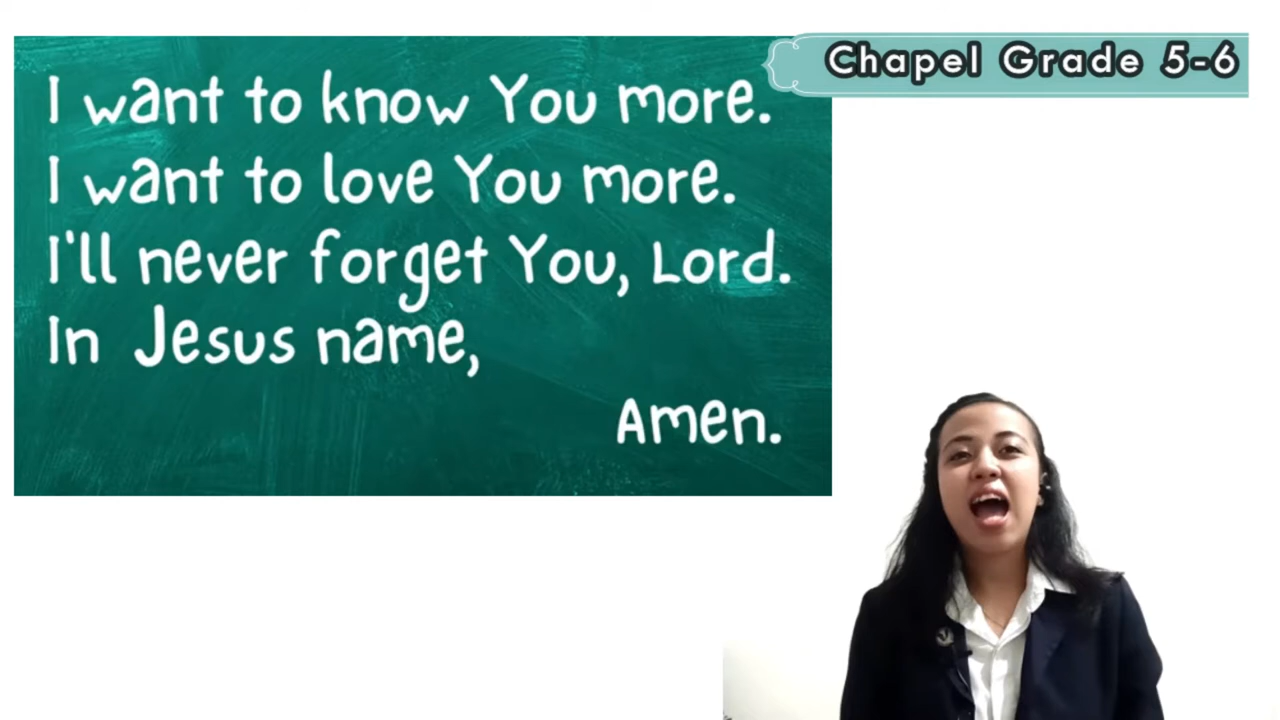 Chapel Grade 5-6
I want to know You more.
I want to love You more.
I'll never forget You, Lord.
In Jesus name,
Amen.